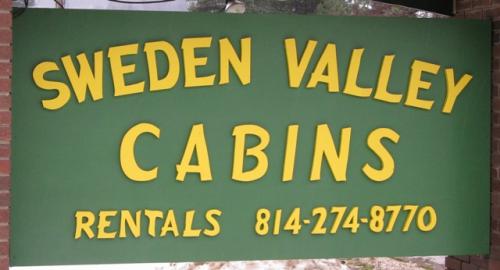 SWEDEN VALLEY
CABINS
RENTALS 814-274-8770